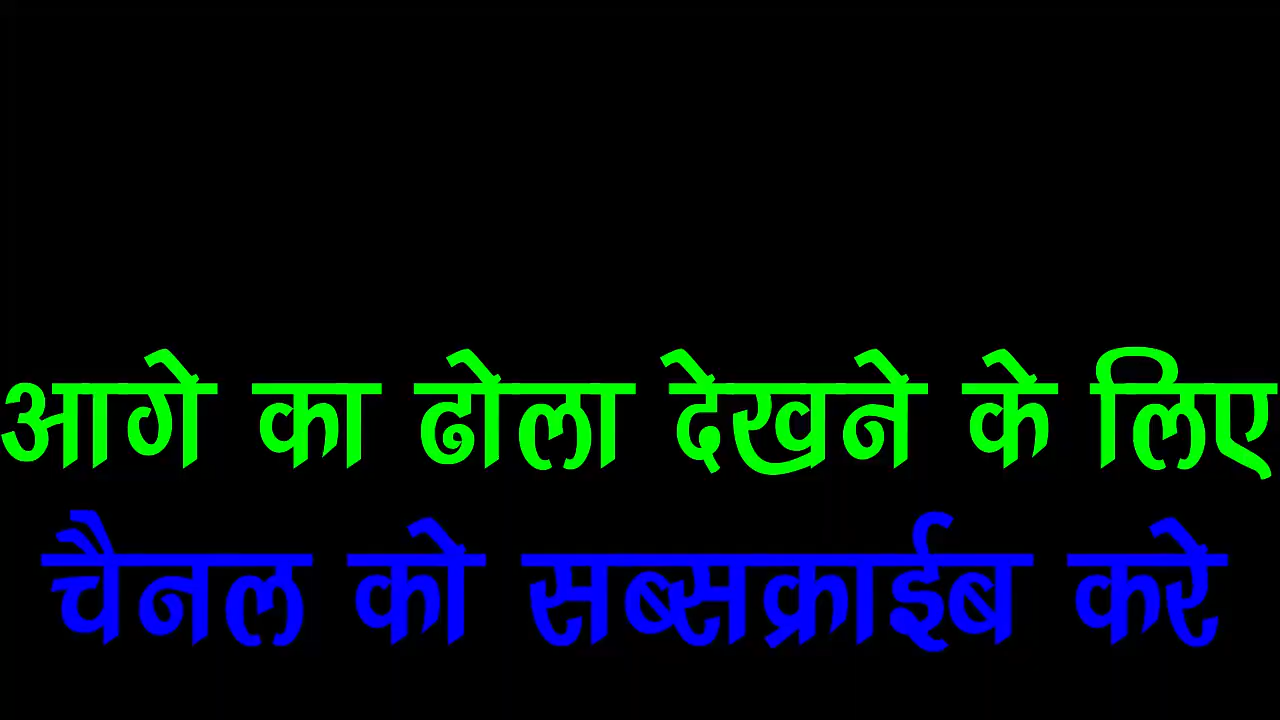 आगे का ढोला देखने के लिए
चैनल को सब्सक्राईब करे